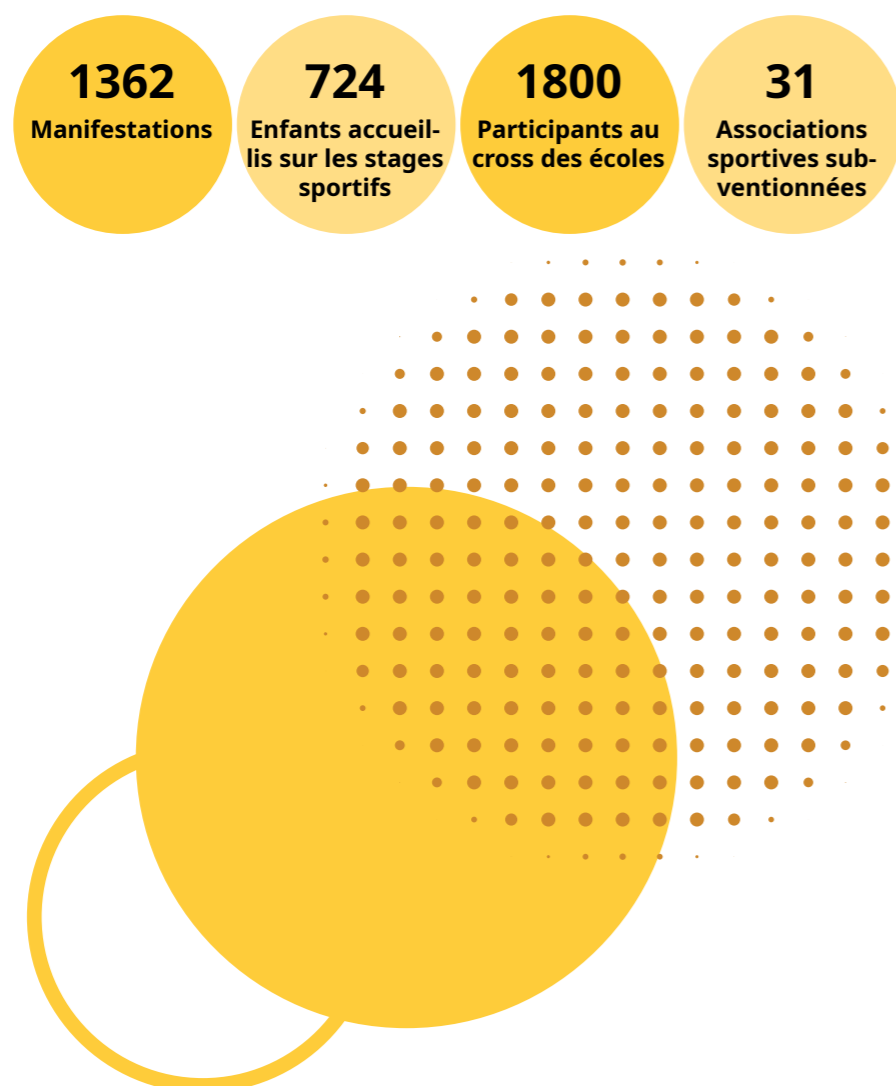 1362
Manifestations
724
Enfants accueil-
lis sur les stages
sportifs
1800
Participants au
cross des écoles
31
Associations
sportives sub-
ventionnées